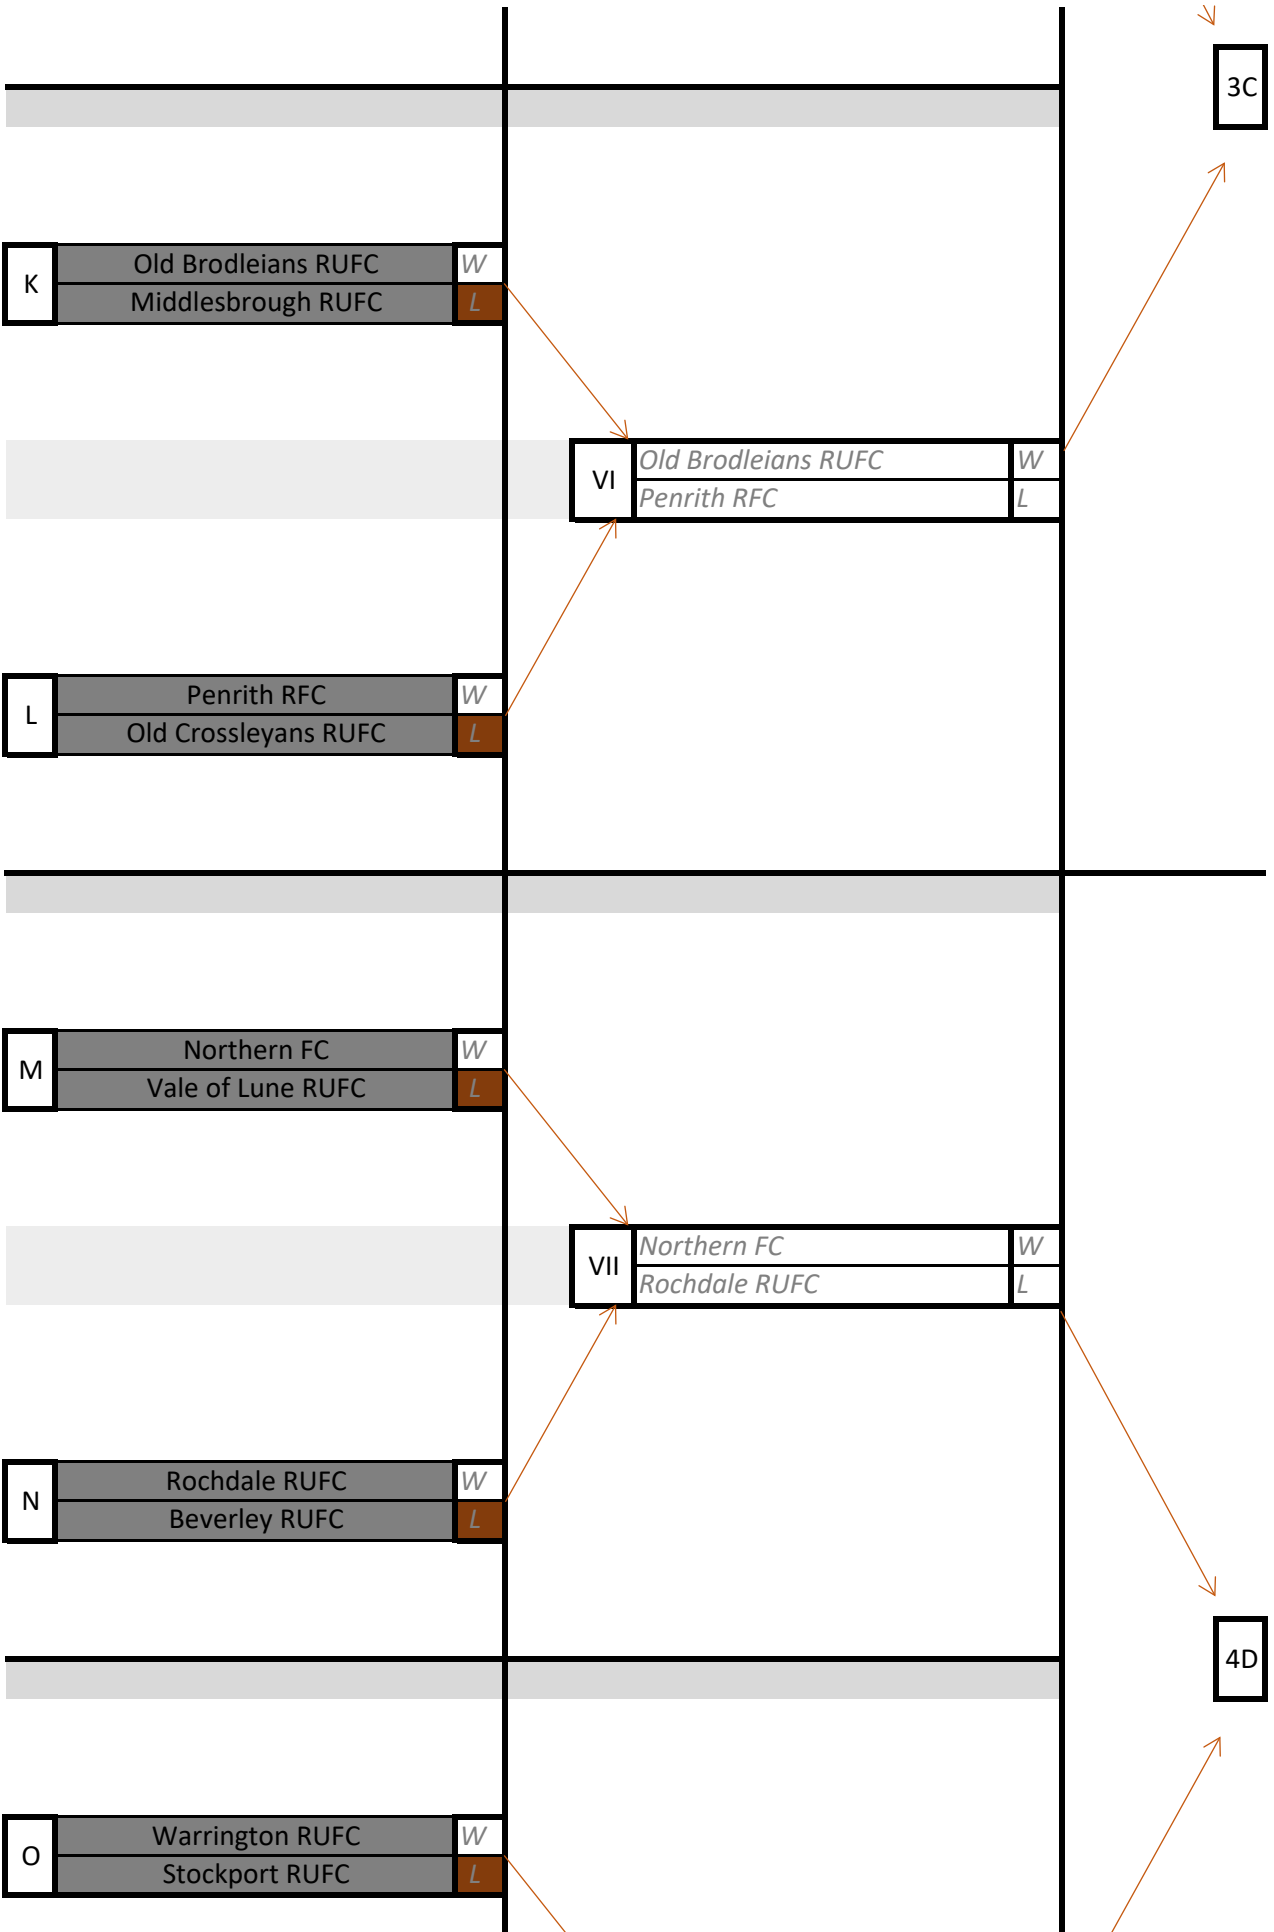 3C
K
Old Brodleians RUFC W
Middlesbrough RUFC L
VI
Old Brodleians RUFC W
Penrith RFC L
L
Penrith RFC W
Old Crossleyans RUFC L
M
Northern FC W
Vale of Lune RUFC L
VII
Northern FC W
Rochdale RUFC L
N
Rochdale RUFC W
Beverley RUFC L
4D
O
Warrington RUFC W
Stockport RUFC L